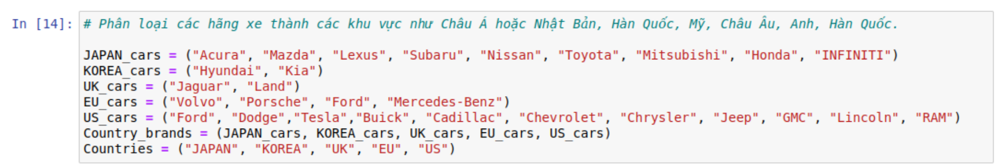 In [14]: # Phân loại các hãng xe thành các khu vực như Châu Á hoặc Nhật Bản, Hàn Quốc, Mỹ, Châu Âu, Anh, Hàn Quốc.
JAPAN_cars = ("Acura", "Mazda", "Lexus", "Subaru", "Nissan", "Toyota", "Mitsubishi", "Honda", "INFINITI")
KOREA_cars = ("Hyundai", "Kia")
UK_cars = ("Jaguar", "Land")
EU_cars = ("Volvo", "Porsche", "Ford", "Mercedes-Benz")
US_cars = ("Ford", "Dodge","Tesla","Buick", "Cadillac", "Chevrolet", "Chrysler", "Jeep", "GMC", "Lincoln", "RAM")
Country_brands = (JAPAN_cars, KOREA_cars, UK_cars, EU_cars, US_cars)
Countries = ("JAPAN", "KOREA", "UK", "EU", "US")